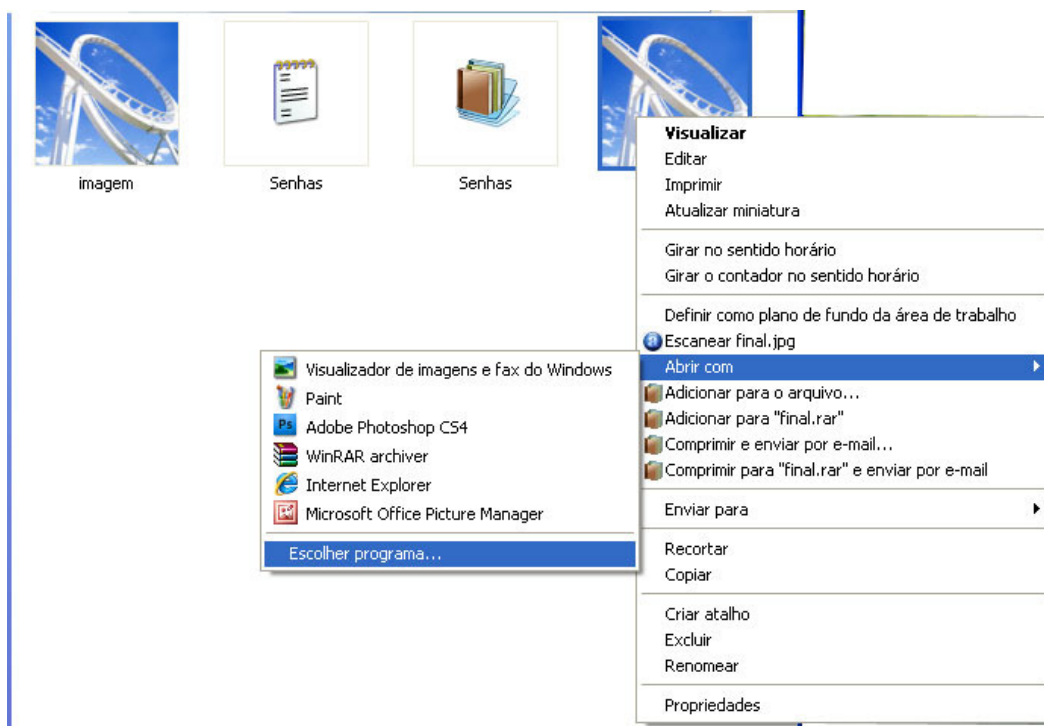 imagem
Senhas
Senhas
Visualizar
Editar
Imprimir
Atualizar miniatura
Girar no sentido horário
Girar o contador no sentido horário
Definir como plano de fundo da área de trabalho
Escanear final.jpg
Abrir com
Adicionar para o arquivo...
Adicionar para "final.rar"
Comprimir e enviar por e-mail...
Comprimir para "final.rar" e enviar por e-mail
Enviar para
Recortar
Copiar
Criar atalho
Excluir
Renomear
Propriedades
Visualizador de imagens e fax do Windows
Paint
Ps Adobe Photoshop CS4
WinRAR archiver
Internet Explorer
Microsoft Office Picture Manager
Escolher programa...